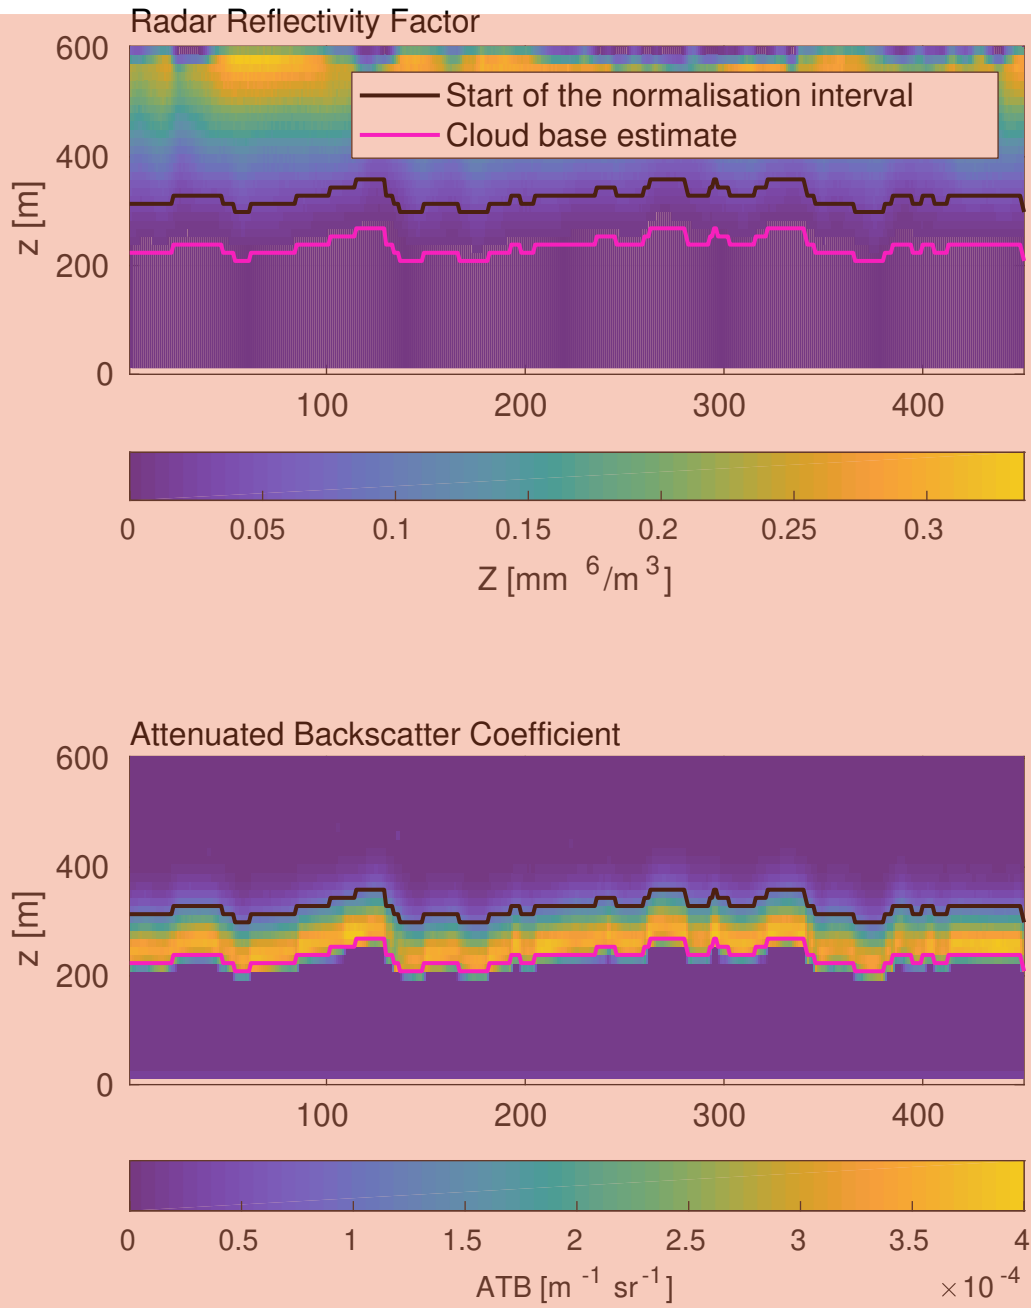 Radar Reflectivity Factor
600
Start of the normalisation interval
Cloud base estimate
400
z [m]
200
0
100 200 300 400
0 0.05 0.1 0.15 0.2 0.25 0.3
Z [mm 6/m 3]
Attenuated Backscatter Coefficient
600
400
z [m]
200
0
100 200 300 400
0 0.5 1 1.5 2 2.5 3 3.5 4
ATB [m -1 sr-1] ×10 -4